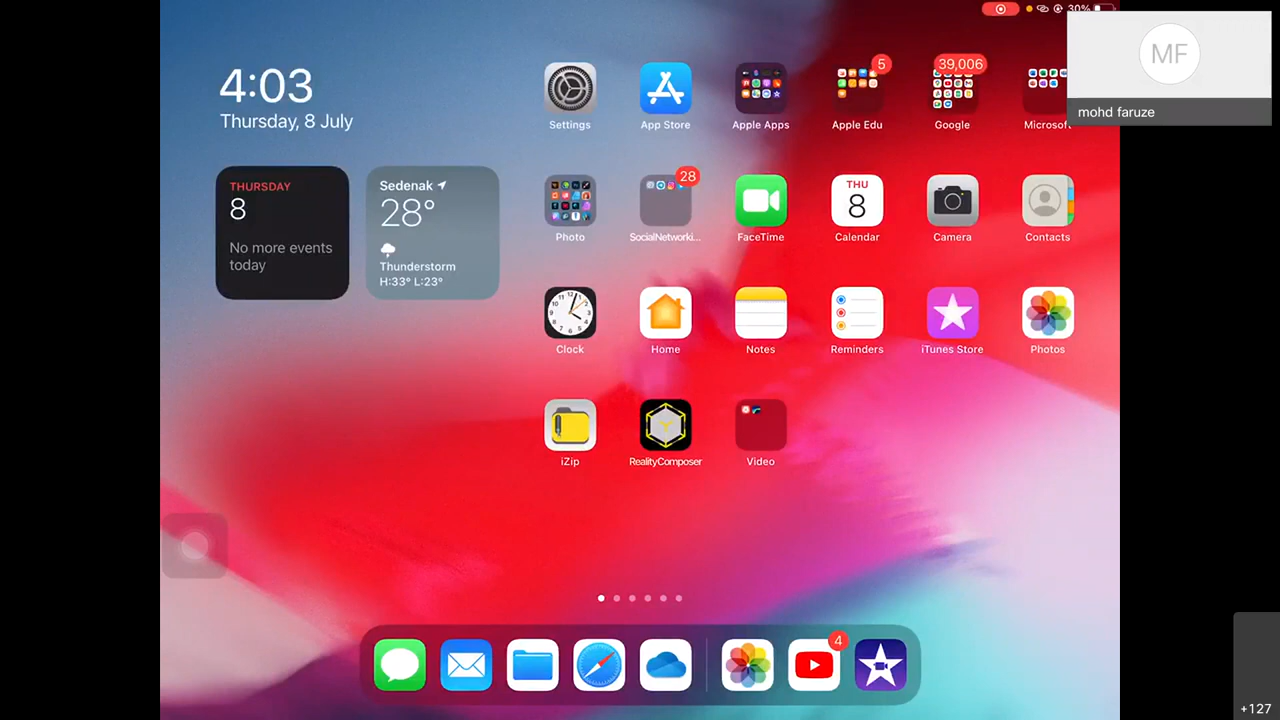 30%
MF
mohd faruze
4:03
Thursday, 8 July
THURSDAY
8
No more events
today
Sedenak
28°
Thunderstorm
H:33° L:23°
Settings
App Store
Apple Apps
5
Apple Edu
39,006
Google
Microsoft
Photo
28
SocialNetworki...
FaceTime
THU
8
Calendar
Camera
Contacts
Clock
Home
Notes
Reminders
iTunes Store
Photos
iZip
RealityComposer
Video
4
+127